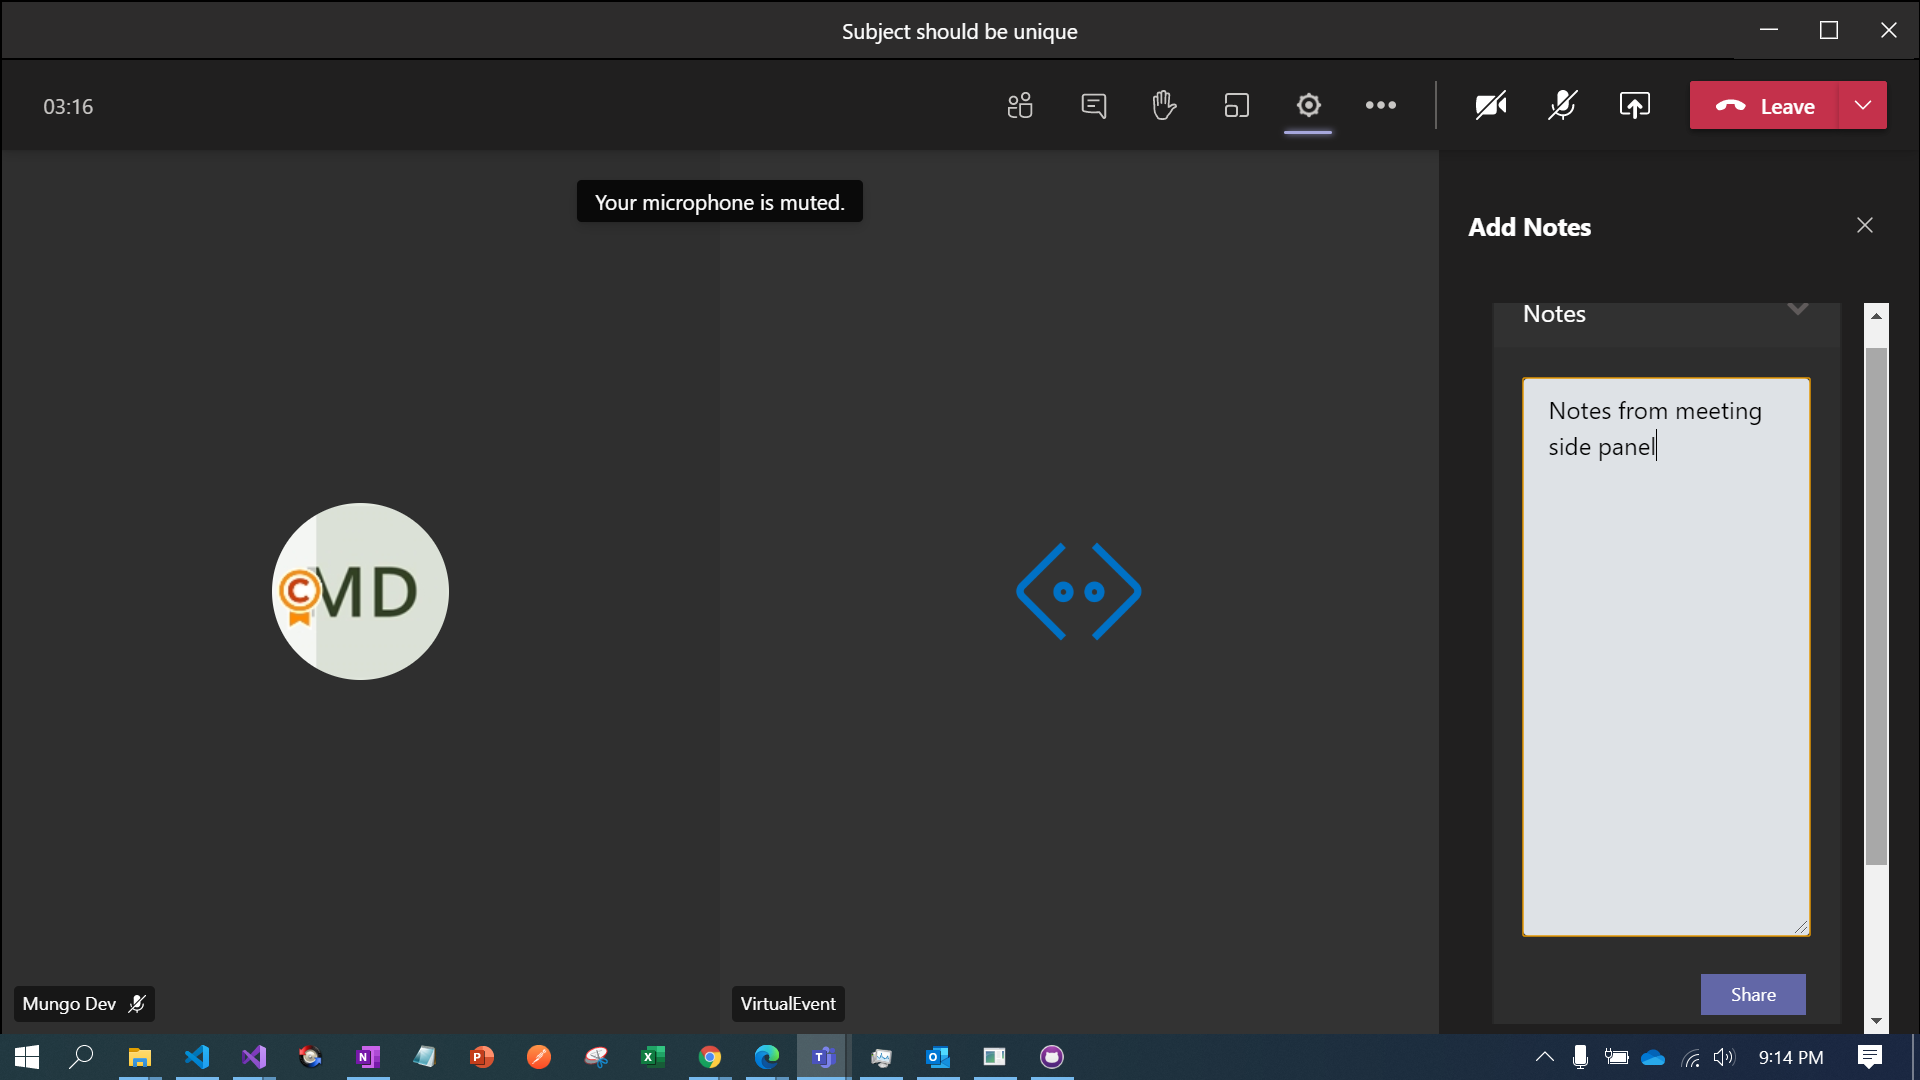 Subject should be unique
03:16
Leave
Your microphone is muted.
Add Notes
Notes
Notes from meeting
side panel
C
MD
Mungo Dev
VirtualEvent
Share
9:14 PM